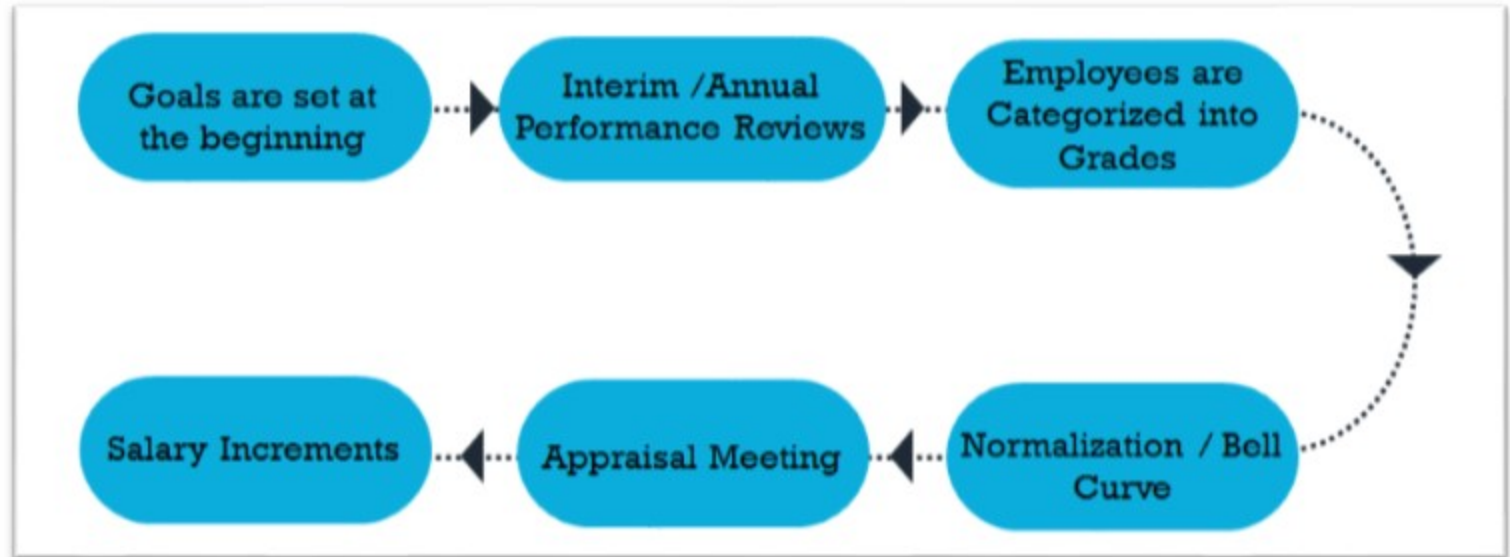 Goals are set at
the beginning
Interim /Annual
Performance Reviews
Employees are
Categorized into
Grades
Normalization / Bell
Curve
Appraisal Meeting
Salary Increments